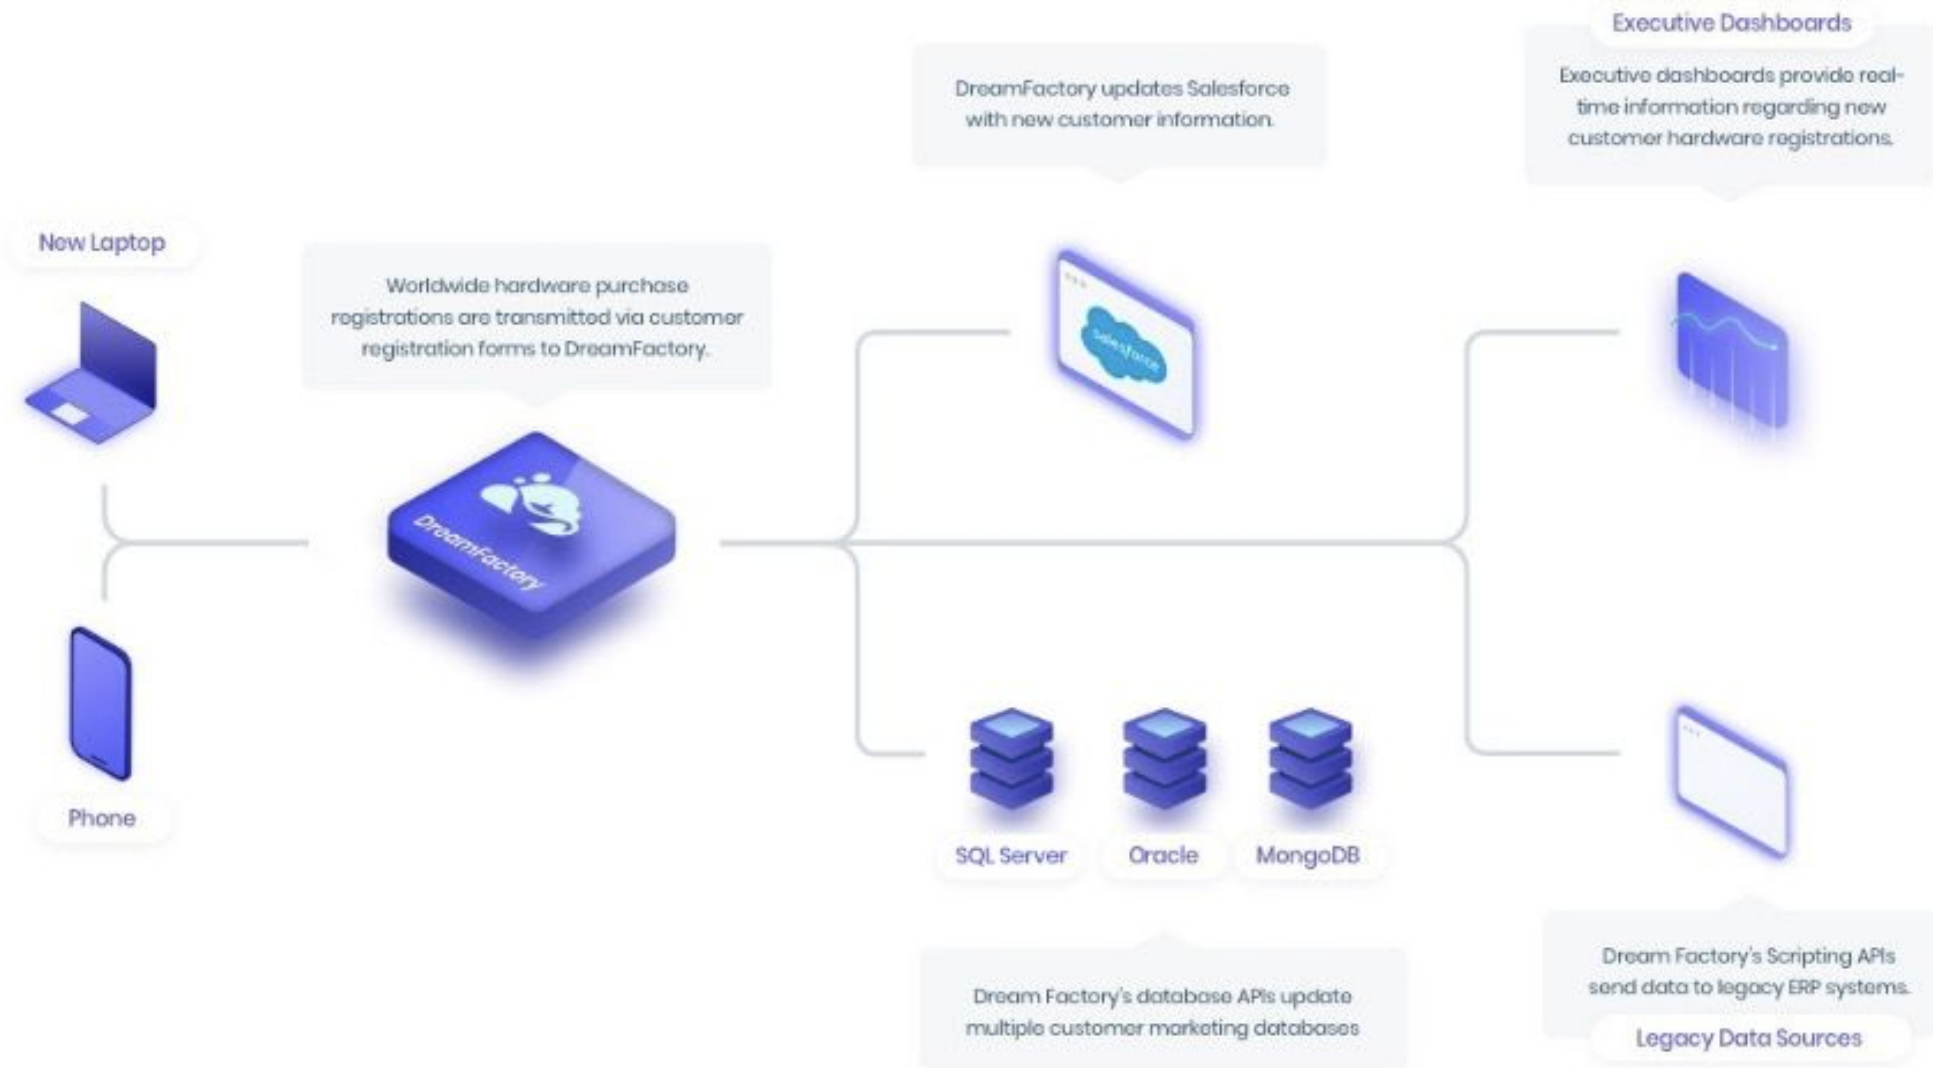 New Laptop
Phone
Worldwide hardware purchase
registrations are transmitted via customer
registration forms to DreamFactory.
DreamFactory
DreamFactory updates Salesforce
with new customer information.
salesforce
SQL Server
Oracle
MongoDB
Dream Factory's database APIs update
multiple customer marketing databases
Executive Dashboards
Executive dashboards provide real-
time information regarding new
customer hardware registrations.
Dream Factory's Scripting APIs
send data to legacy ERP systems.
Legacy Data Sources